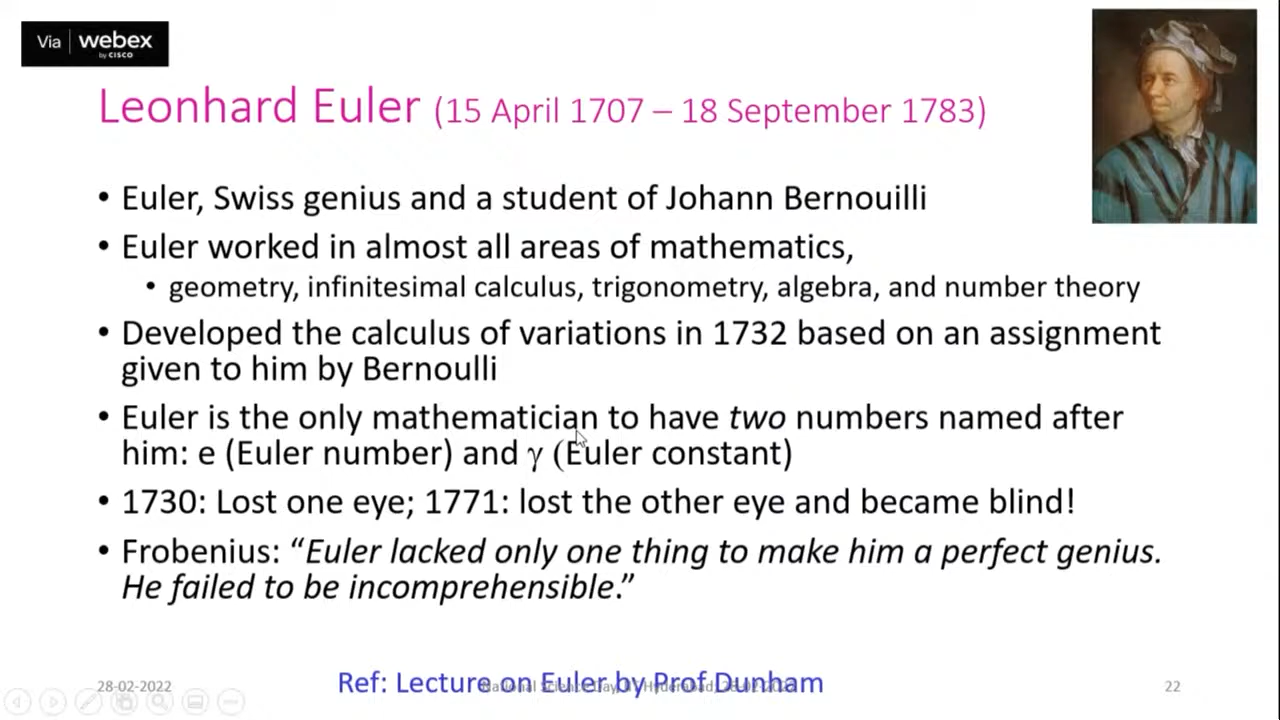 Via webex
by CISCO
Leonhard Euler (15 April 1707 – 18 September 1783)
• Euler, Swiss genius and a student of Johann Bernouilli
• Euler worked in almost all areas of mathematics,
• geometry, infinitesimal calculus, trigonometry, algebra, and number theory
• Developed the calculus of variations in 1732 based on an assignment
given to him by Bernoulli
• Euler is the only mathematician to have two numbers named after
him: e (Euler number) and γ (Euler constant)
• 1730: Lost one eye; 1771: lost the other eye and became blind!
• Frobenius: “Euler lacked only one thing to make him a perfect genius.
He failed to be incomprehensible.”
28-02-2022
Ref: Lecture on Euler by Prof Dunham
22